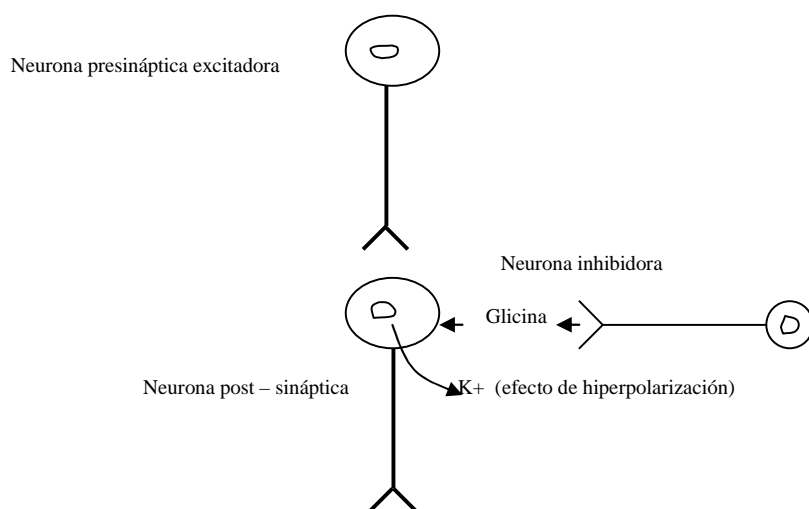 Neurona presináptica excitadora
Neurona inhibidora
Glicina
Neurona post – sináptica
K+ (efecto de hiperpolarización)